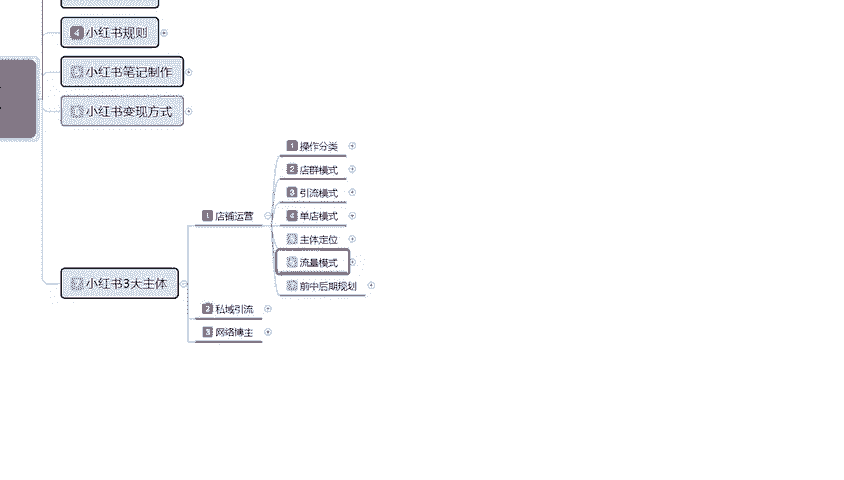 4 小红书规则
小红书笔记制作
小红书变现方式
1 操作分类
2 店群模式
3 引流模式
1 店铺运营
4 单店模式
主体定位
流量模式
前中后期规划
小红书3大主体
2 私域引流
3 网络博主